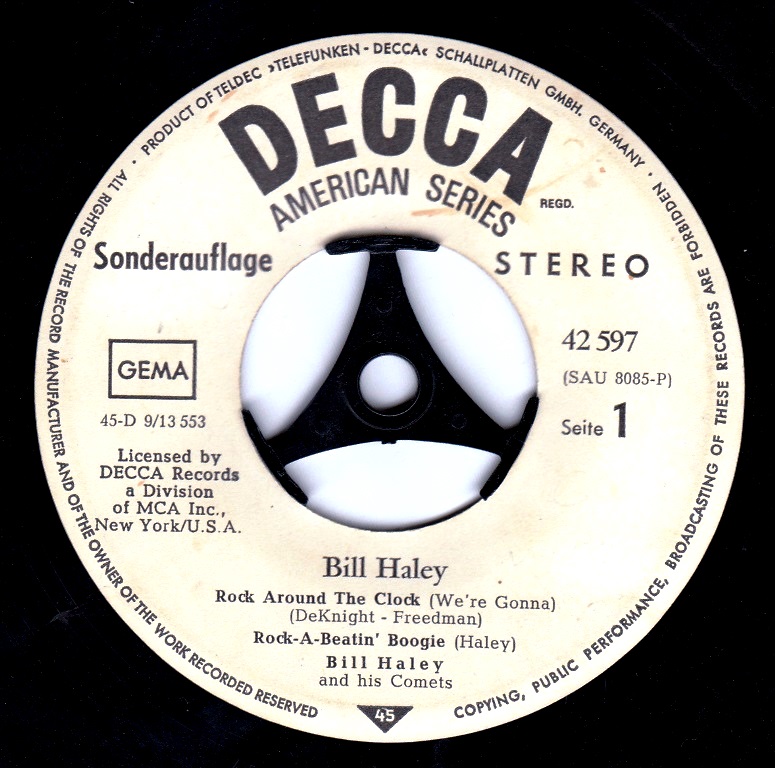 ALL RIGHTS OF THE RECORD MANUFACTURER AND OF THE OWNER OF THE WORK RECORDED RESERVED
· PRODUCT OF TELDEC »TELEFUNKEN - DECCA« SCHALLPLATTEN GMBH. GERMANY ·
COPYING, PUBLIC PERFORMANCE, BROADCASTING OF THESE RECORDS ARE FORBIDDEN
DECCA
AMERICAN SERIES
REGD.
Sonderauflage
STEREO
GEMA
45-D 9/13 553
Licensed by
DECCA Records
a Division
of MCA Inc.,
New York/U.S.A.
42 597
(SAU 8085-P)
Seite 1
Bill Haley
Rock Around The Clock (We're Gonna)
(DeKnight - Freedman)
Rock-A-Beatin' Boogie (Haley)
Bill Haley
and his Comets
45